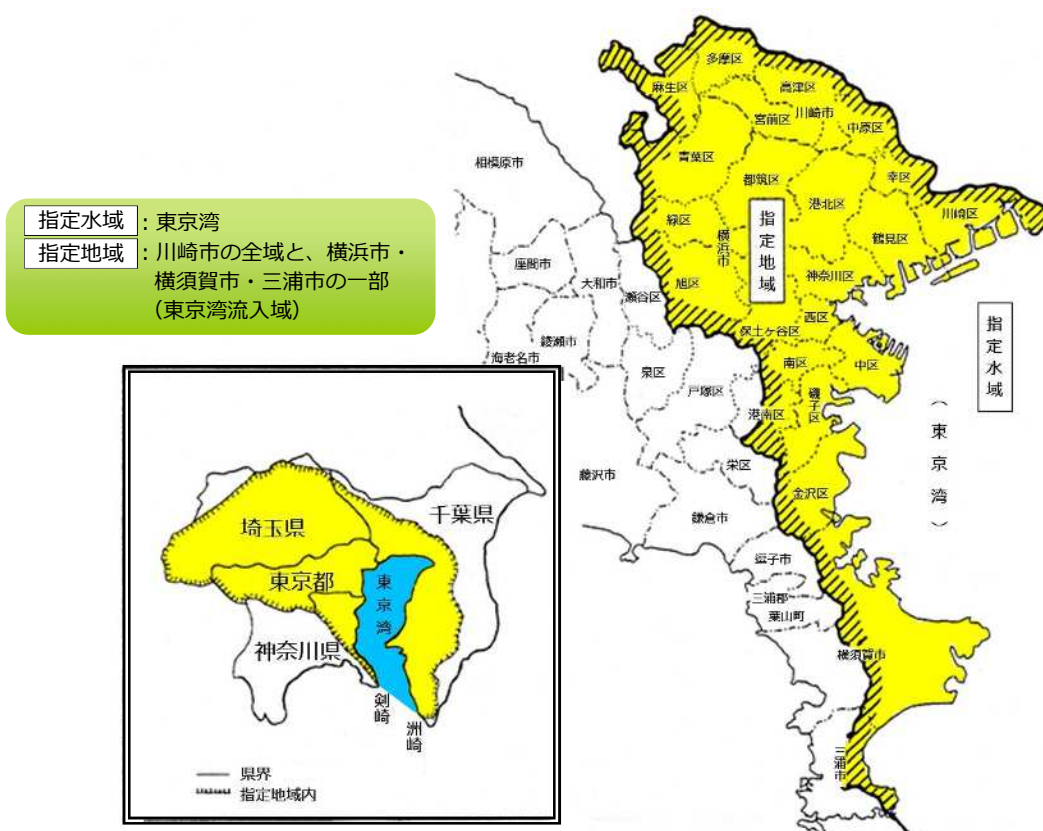 指定水域：東京湾
指定地域：川崎市の全域と、横浜市・
横須賀市・三浦市の一部
(東京湾流入域)
多摩区
麻生区
高津区
宮前区
川崎市
中原区
相模原市
青葉区
都筑区
幸区
港北区
川崎区
緑区
横浜市
指定地域
鶴見区
座間市
大和市
瀬谷区
旭区
神奈川区
西区
保土ヶ谷区
指定水域
綾瀬市
海老名市
泉区
南区
中区
戸塚区
港南区
磯子区
(東京湾)
藤沢市
栄区
金沢区
鎌倉市
逗子市
三浦郡
葉山町
横須賀市
三浦市
千葉県
埼玉県
東京都
東京湾
神奈川県
剣崎
洲崎
県界
指定地域内